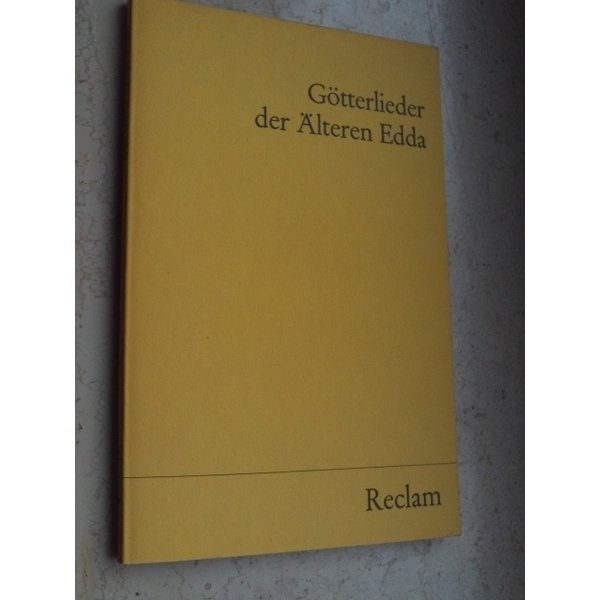 Götterlieder
der Älteren Edda
Reclam